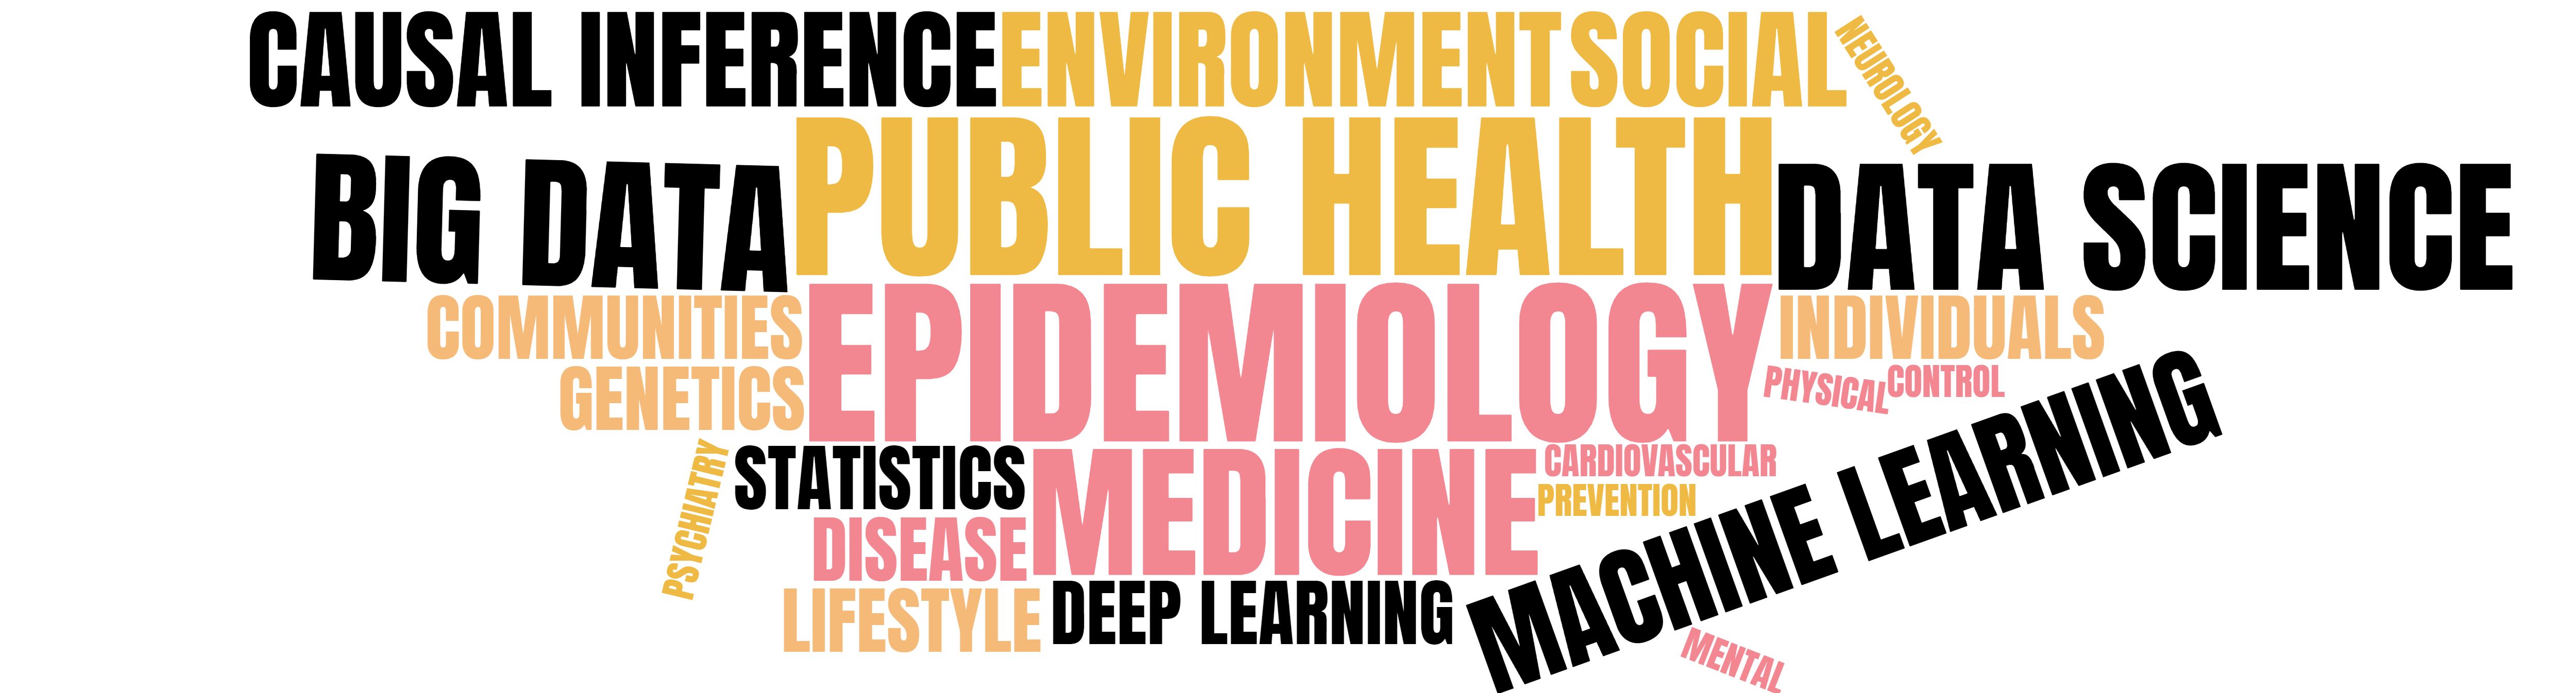 CAUSAL INFERENCE
ENVIRONMENT
SOCIAL
NEUROLOGY
BIG DATA
PUBLIC HEALTH
DATA SCIENCE
COMMUNITIES
EPIDEMIOLOGY
INDIVIDUALS
GENETICS
PHYSICAL
CONTROL
PSYCHIATRY
STATISTICS
MEDICINE
CARDIOVASCULAR
PREVENTION
MACHINE LEARNING
DISEASE
LIFESTYLE
DEEP LEARNING
MENTAL